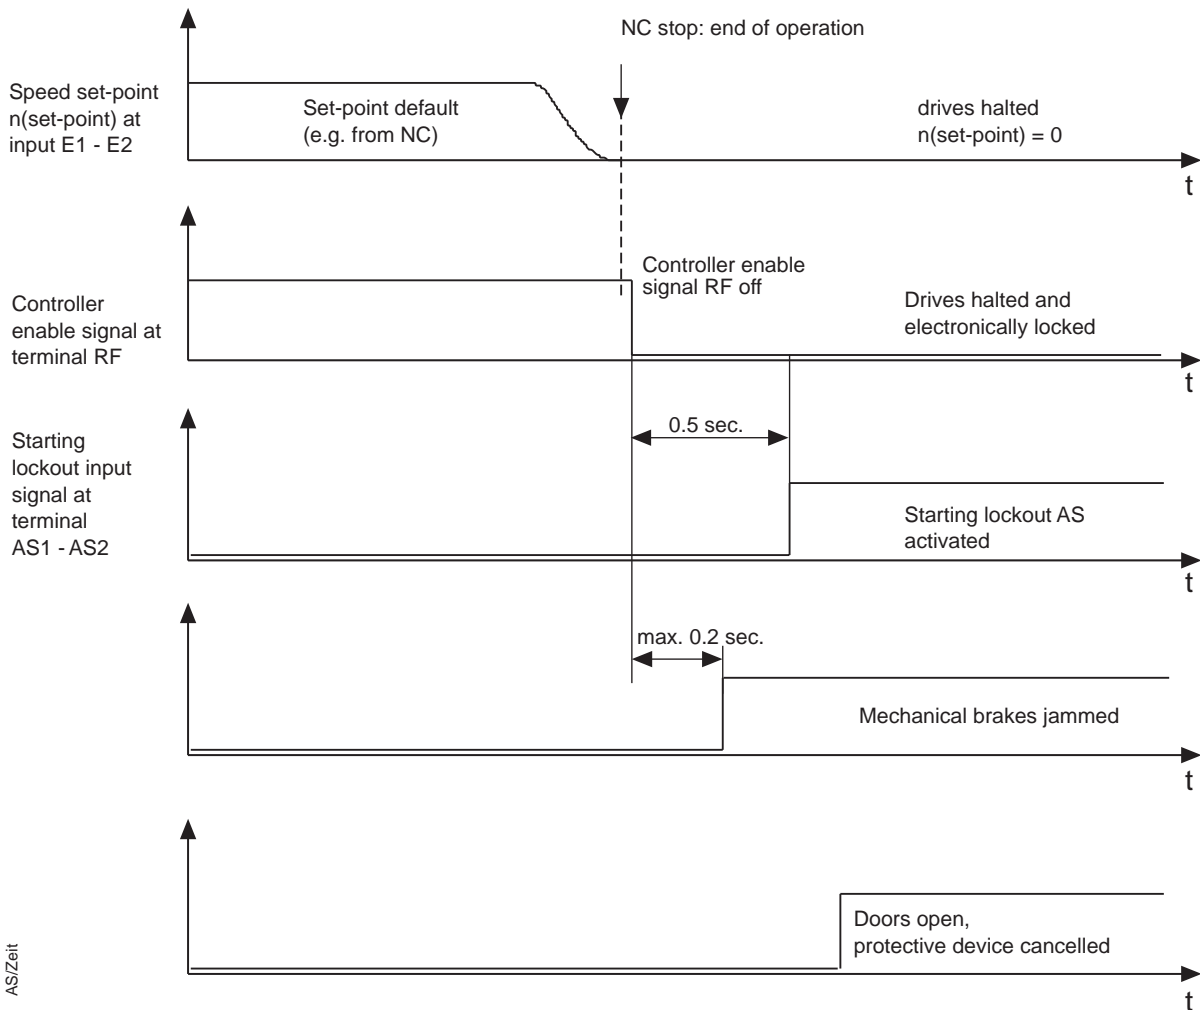 NC stop: end of operation
Speed set-point
n(set-point) at
input E1 - E2
Set-point default
(e.g. from NC)
drives halted
n(set-point) = 0
t
Controller enable
signal RF off
Controller
enable signal at
terminal RF
Drives halted and
electronically locked
t
0.5 sec.
Starting
lockout input
signal at
terminal
AS1 - AS2
Starting lockout AS
activated
t
max. 0.2 sec.
Mechanical brakes jammed
t
Doors open,
protective device cancelled
t
AS/Zeit